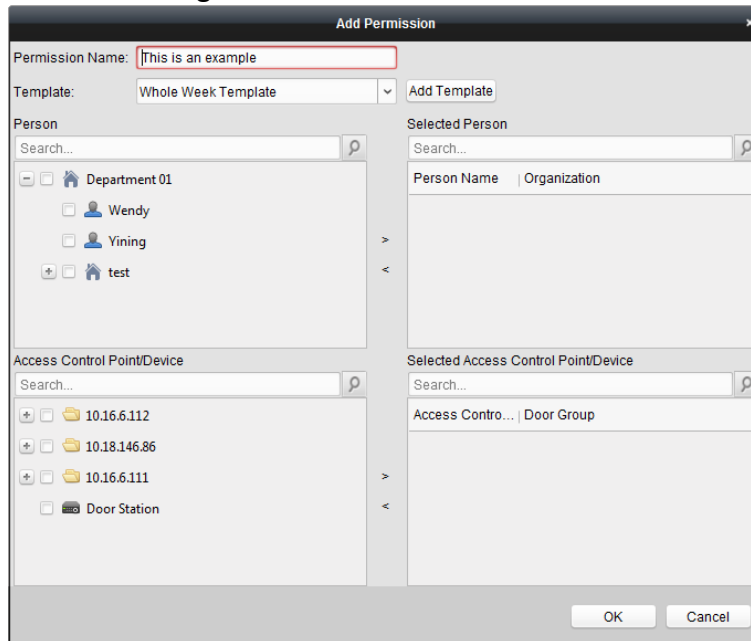 Add Permission
Permission Name: This is an example
Template: Whole Week Template Add Template
Person
Search...
Department 01
Wendy
Yining
test
>
<
Selected Person
Search...
Person Name Organization
Access Control Point/Device
Search...
10.16.6.112
10.18.146.86
10.16.6.111
Door Station
>
<
Selected Access Control Point/Device
Search...
Access Contro... Door Group
OK Cancel